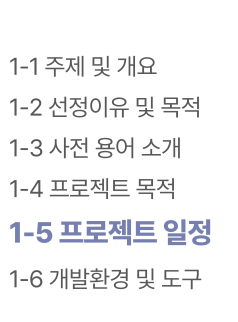 1-1 주제 및 개요
1-2 선정이유 및 목적
1-3 사전 용어 소개
1-4 프로젝트 목적
1-5 프로젝트 일정
1-6 개발환경 및 도구